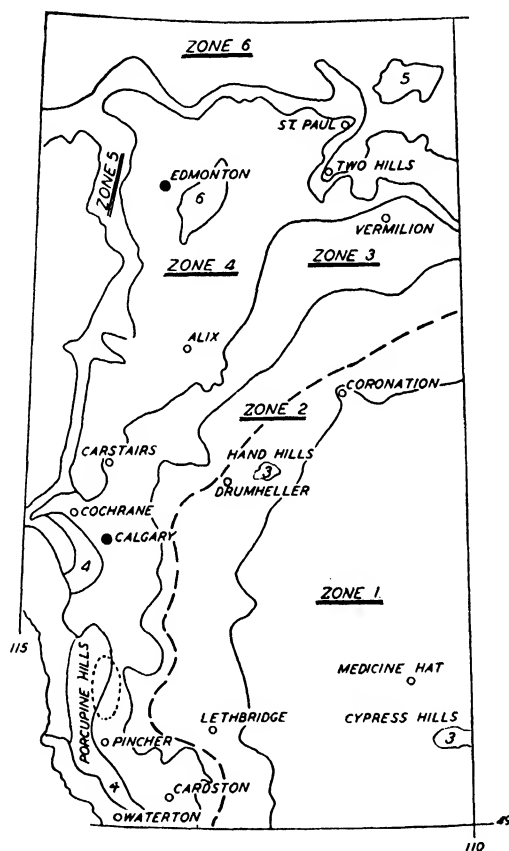 ZONE 6
5
ST. PAUL
TWO HILLS
ZONE 5
EDMONTON
6
VERMILION
ZONE 3
ZONE 4
ALIX
CORONATION
ZONE 2
CARSTAIRS
HAND HILLS
3
DRUMHELLER
COCHRANE
CALGARY
4
ZONE 1.
115
MEDICINE HAT
PORCUPINE HILLS
LETHBRIDGE
CYPRESS HILLS
3
PINCHER
4
CARDSTON
WATERTON
49
110